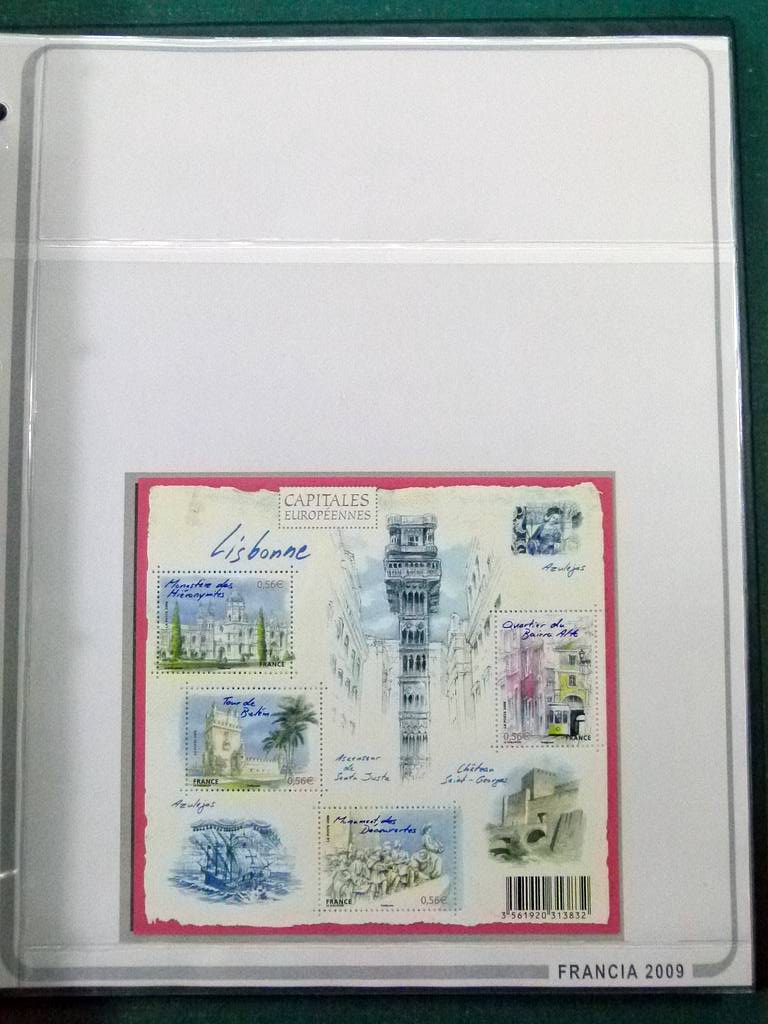 CAPITALES
EUROPÉENNES
Lisbonne
Azulejos
Monastère des
Hiéronymites
0,56€
FRANCE
Quartier du
Bairro Alto
0,56€
FRANCE
Tour de
Belém
FRANCE
0,56€
Ascenseur
de
Santa Justa
Château
Saint-Georges
Azulejos
Monument des
Découvertes
FRANCE
0,56€
3 561920 313832
FRANCIA 2009